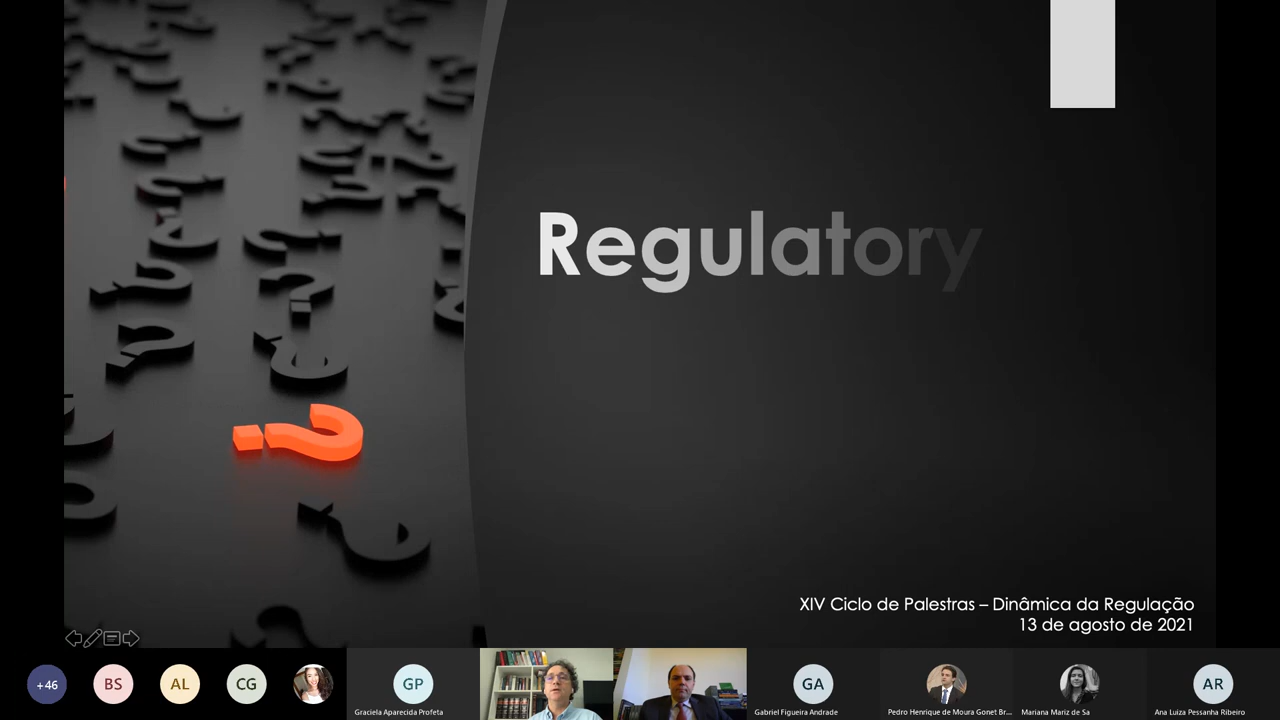 Regulatory
XIV Ciclo de Palestras – Dinâmica da Regulação
13 de agosto de 2021
+46
BS
AL
CG
GP
Graciela Aparecida Profeta
GA
Gabriel Figueira Andrade
Pedro Henrique de Moura Gonet Br...
Mariana Mariz de Sa
AR
Ana Luiza Pessanha Ribeiro